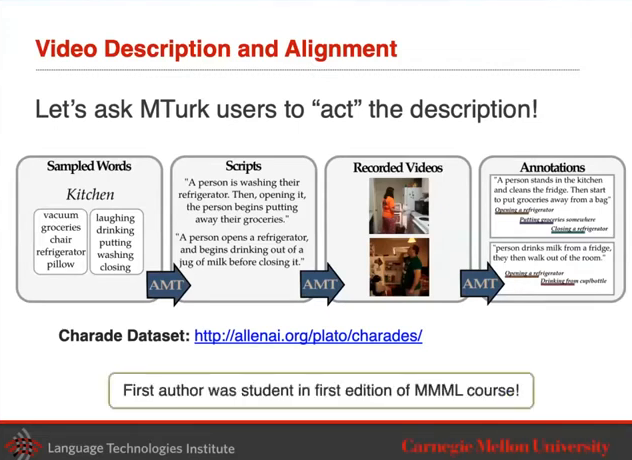 Video Description and Alignment
Let's ask MTurk users to "act" the description!
Sampled Words
Kitchen
vacuum
groceries
chair
refrigerator
pillow
laughing
drinking
putting
washing
closing
AMT
Scripts
"A person is washing their
refrigerator. Then, opening it,
the person begins putting
away their groceries."
"A person opens a refrigerator,
and begins drinking out of a
jug of milk before closing it."
AMT
Recorded Videos
AMT
Annotations
"A person stands in the kitchen
and cleans the fridge. Then start
to put groceries away from a bag"
Opening a refrigerator
Putting groceries somewhere
Closing a refrigerator
"person drinks milk from a fridge,
they then walk out of the room."
Opening a refrigerator
Drinking from cup/bottle
Charade Dataset: http://allenai.org/plato/charades/
First author was student in first edition of MMML course!
Language Technologies Institute
Carnegie Mellon University